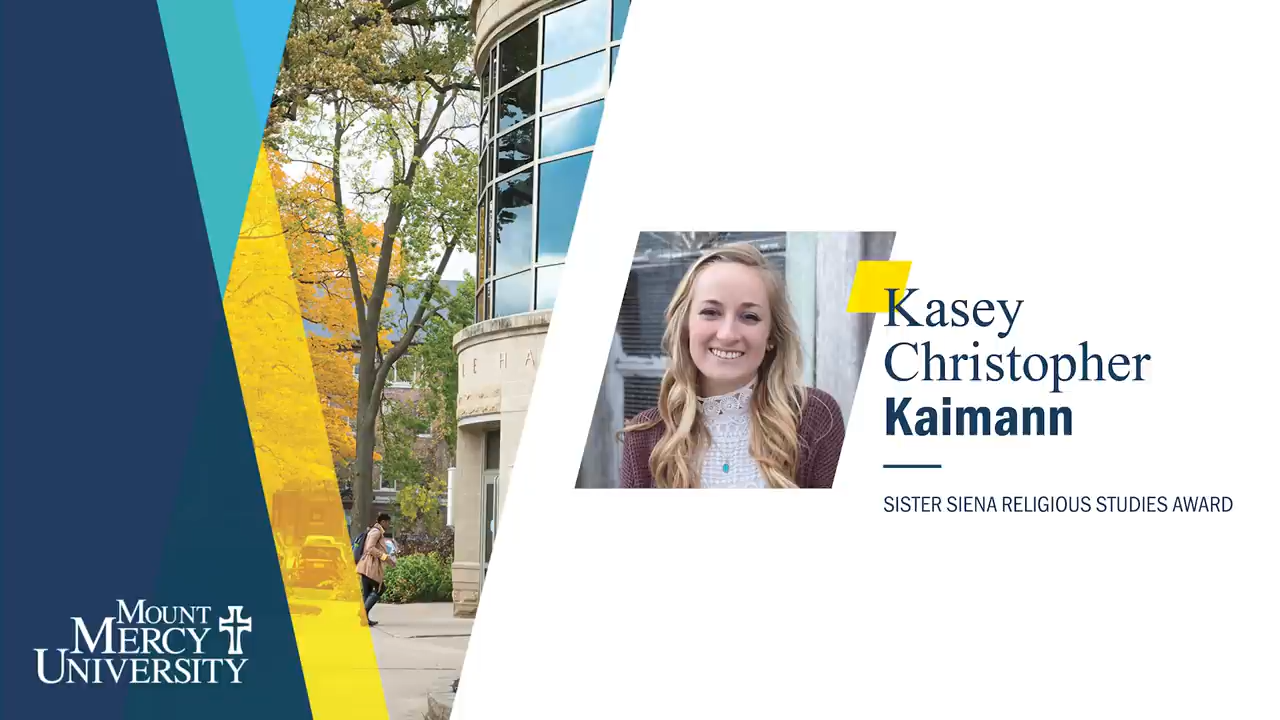 Kasey
Christopher
Kaimann
SISTER SIENA RELIGIOUS STUDIES AWARD
MOUNT
MERCY
UNIVERSITY